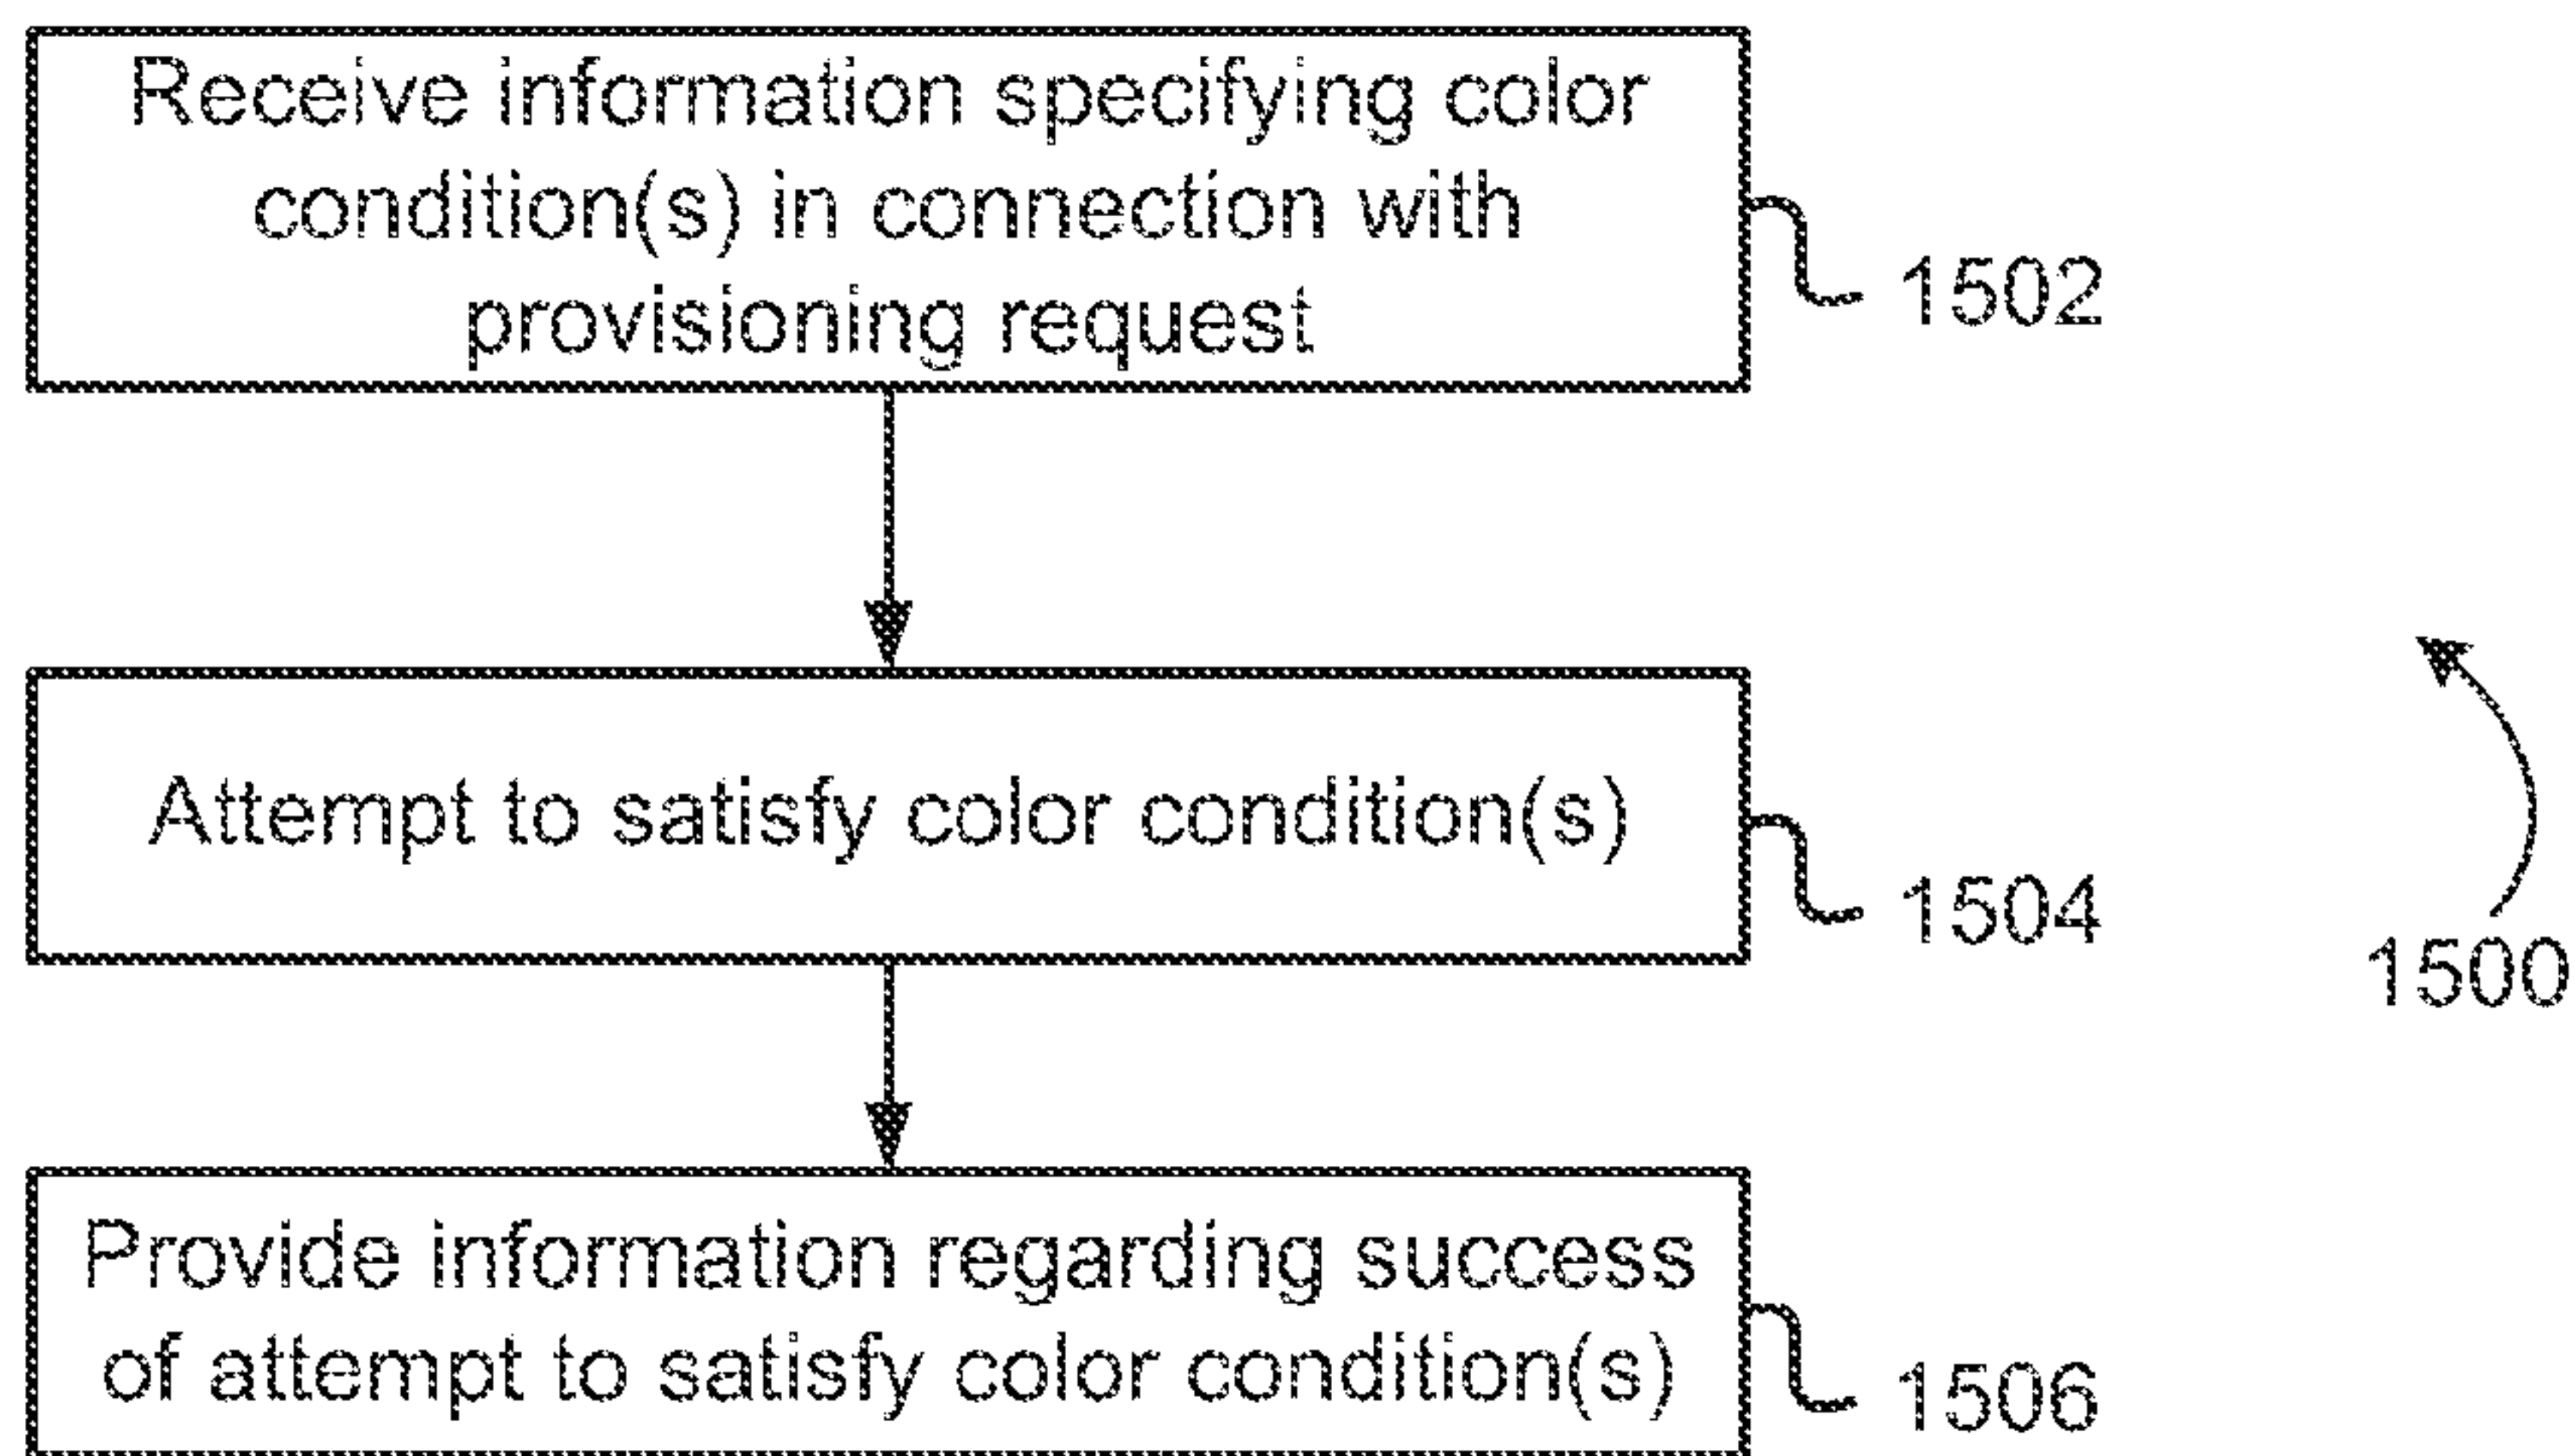 Receive information specifying color
condition(s) in connection with
provisioning request
1502
Attempt to satisfy color condition(s)
1504
1500
Provide information regarding success
of attempt to satisfy color condition(s)
1506